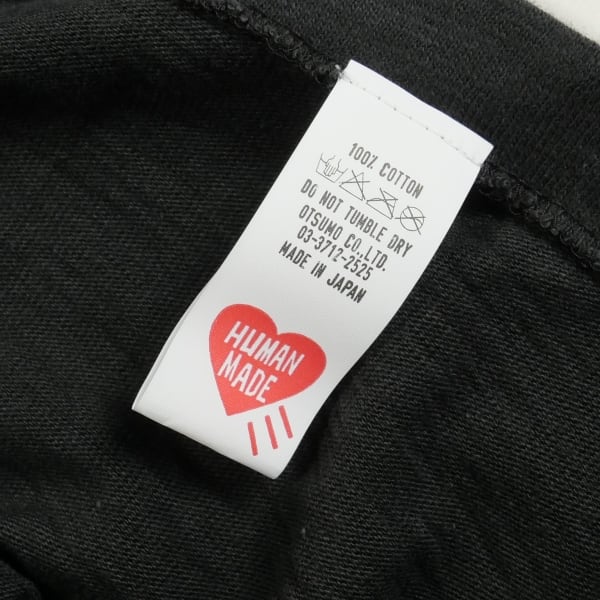 100% COTTON
DO NOT TUMBLE DRY
OTSUMO CO.,LTD.
03-3712-2525
MADE IN JAPAN
HUMAN
MADE